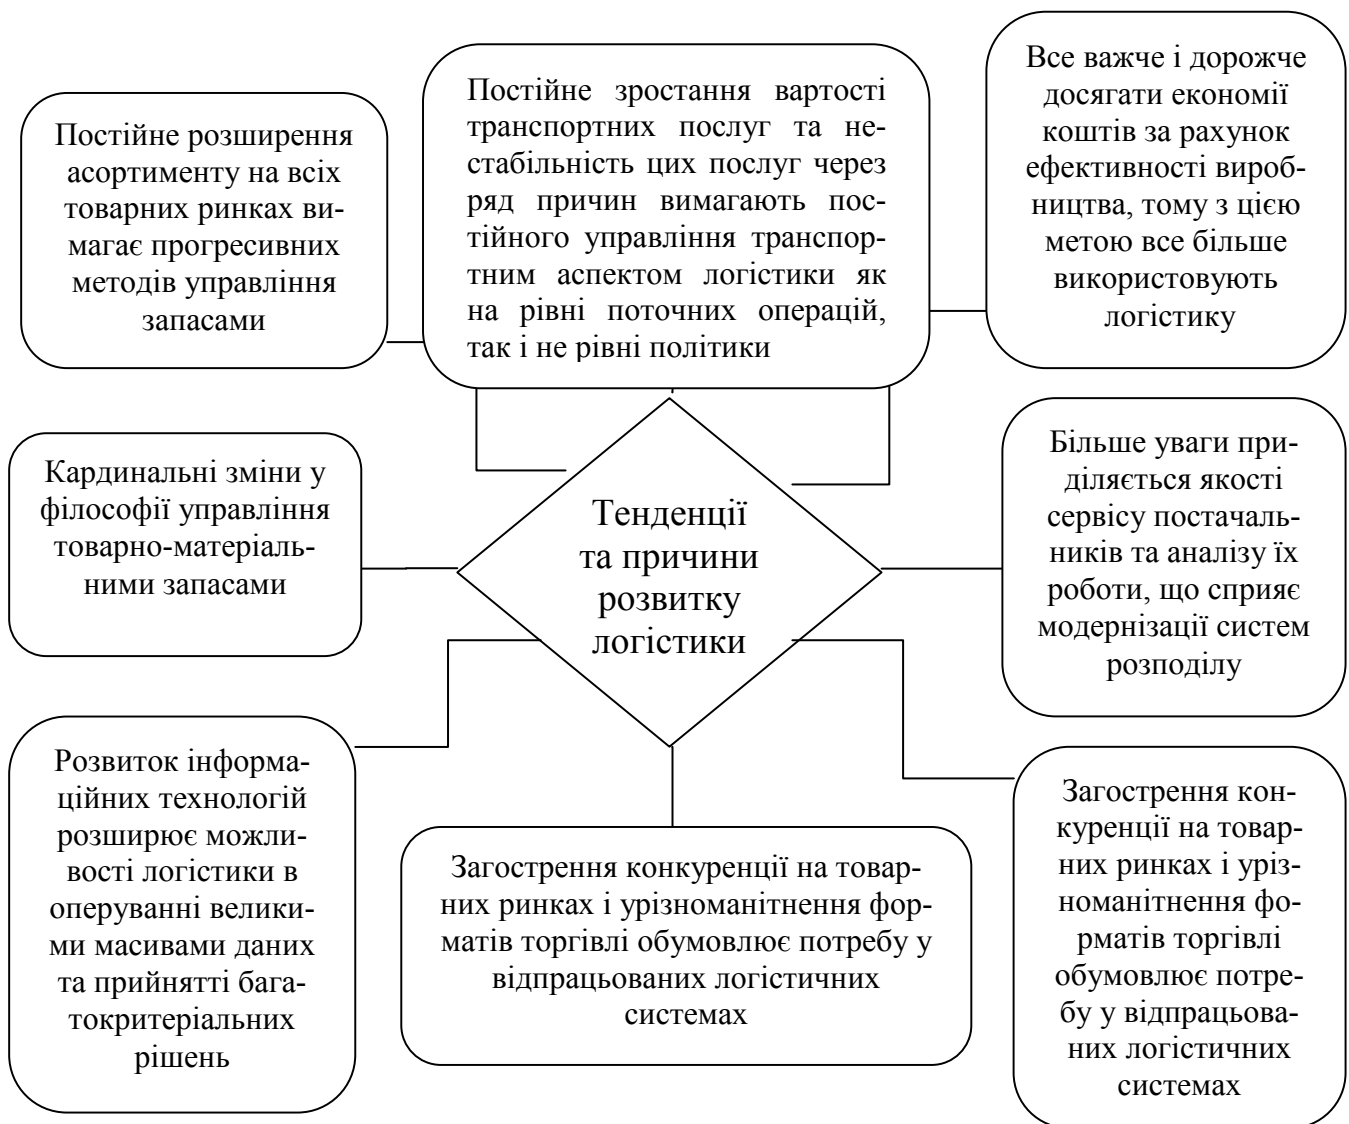 Постійне розширення
асортименту на всіх
товарних ринках ви-
магає прогресивних
методів управління
запасами
Постійне зростання вартості
транспортних послуг та не-
стабільність цих послуг через
ряд причин вимагають пос-
тійного управління транспор-
тним аспектом логістики як
на рівні поточних операцій,
так і не рівні політики
Все важче і дорожче
досягати економії
коштів за рахунок
ефективності вироб-
ництва, тому з цією
метою все більше
використовують
логістику
Кардинальні зміни у
філософії управління
товарно-матеріаль-
ними запасами
Тенденції
та причини
розвитку
логістики
Більше уваги при-
діляється якості
сервісу постачаль-
ників та аналізу їх
роботи, що сприяє
модернізації систем
розподілу
Розвиток інформа-
ційних технологій
розширює можли-
вості логістики в
оперуванні велики-
ми масивами даних
та прийнятті бага-
токритеріальних
рішень
Загострення конкуренції на товар-
них ринках і урізноманітнення фор-
матів торгівлі обумовлює потребу у
відпрацьованих логістичних
системах
Загострення кон-
куренції на товар-
них ринках і уріз-
номанітнення фо-
рматів торгівлі
обумовлює потре-
бу у відпрацьова-
них логістичних
системах